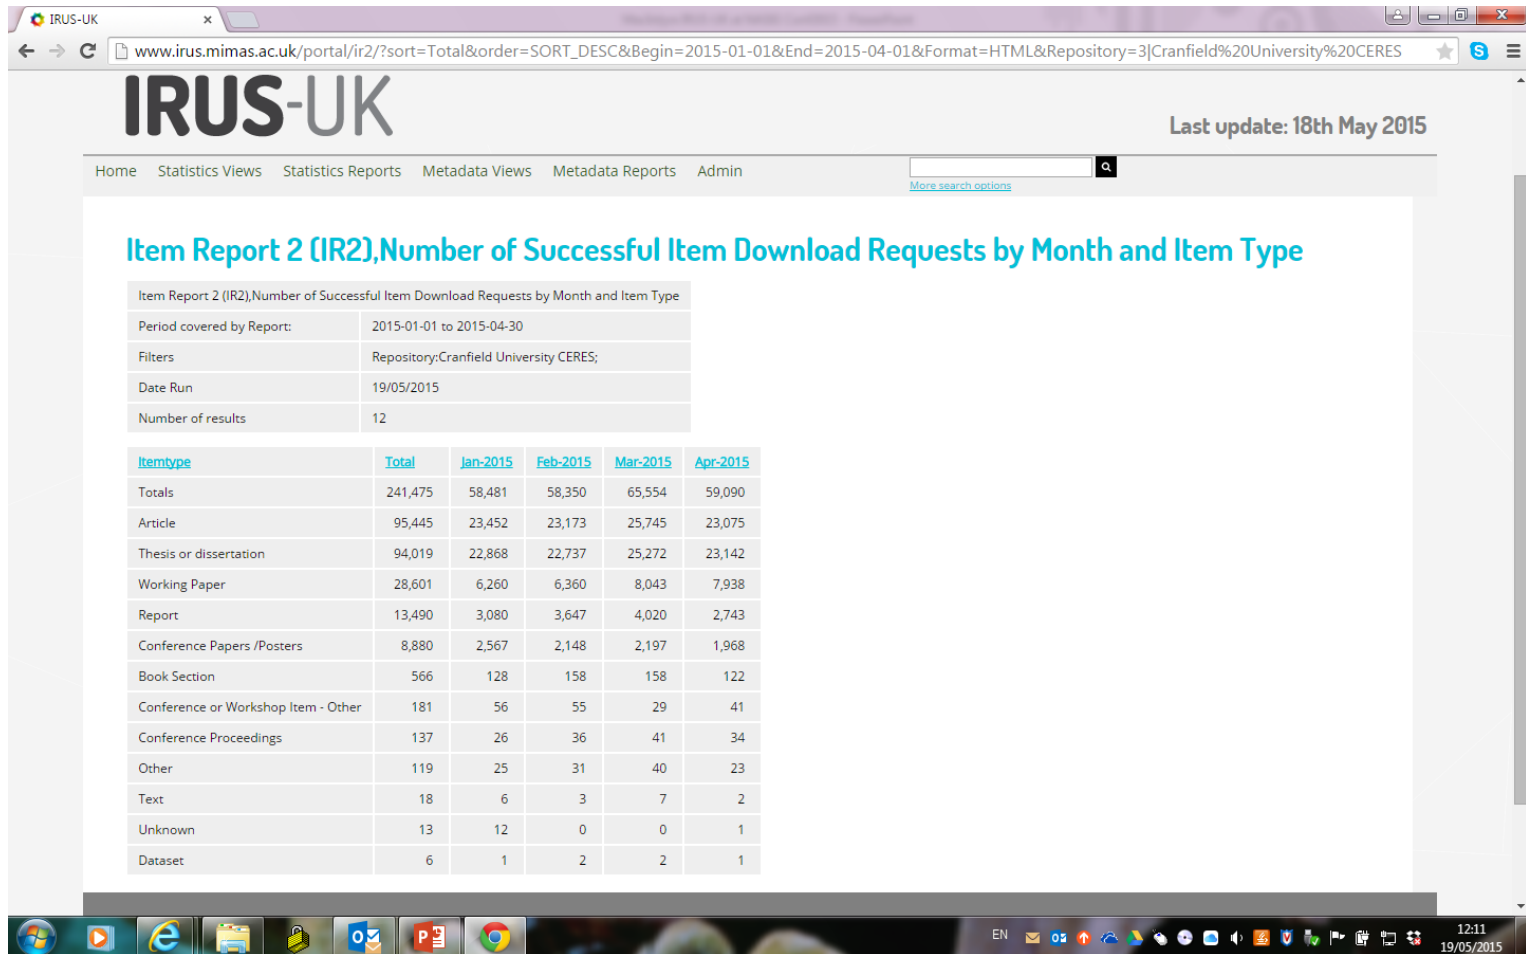 IRUS-UK
www.irus.mimas.ac.uk/portal/ir2/?sort=Total&order=SORT_DESC&Begin=2015-01-01&End=2015-04-01&Format=HTML&Repository=3|Cranfield%20University%20CERES
IRUS-UK
Last update: 18th May 2015
Home Statistics Views Statistics Reports Metadata Views Metadata Reports Admin
More search options
Item Report 2 (IR2),Number of Successful Item Download Requests by Month and Item Type
Item Report 2 (IR2),Number of Successful Item Download Requests by Month and Item Type
Period covered by Report: 2015-01-01 to 2015-04-30
Filters Repository:Cranfield University CERES;
Date Run 19/05/2015
Number of results 12
Itemtype Total Jan-2015 Feb-2015 Mar-2015 Apr-2015
Totals 241,475 58,481 58,350 65,554 59,090
Article 95,445 23,452 23,173 25,745 23,075
Thesis or dissertation 94,019 22,868 22,737 25,272 23,142
Working Paper 28,601 6,260 6,360 8,043 7,938
Report 13,490 3,080 3,647 4,020 2,743
Conference Papers /Posters 8,880 2,567 2,148 2,197 1,968
Book Section 566 128 158 158 122
Conference or Workshop Item - Other 181 56 55 29 41
Conference Proceedings 137 26 36 41 34
Other 119 25 31 40 23
Text 18 6 3 7 2
Unknown 13 12 0 0 1
Dataset 6 1 2 2 1
EN
12:11
19/05/2015